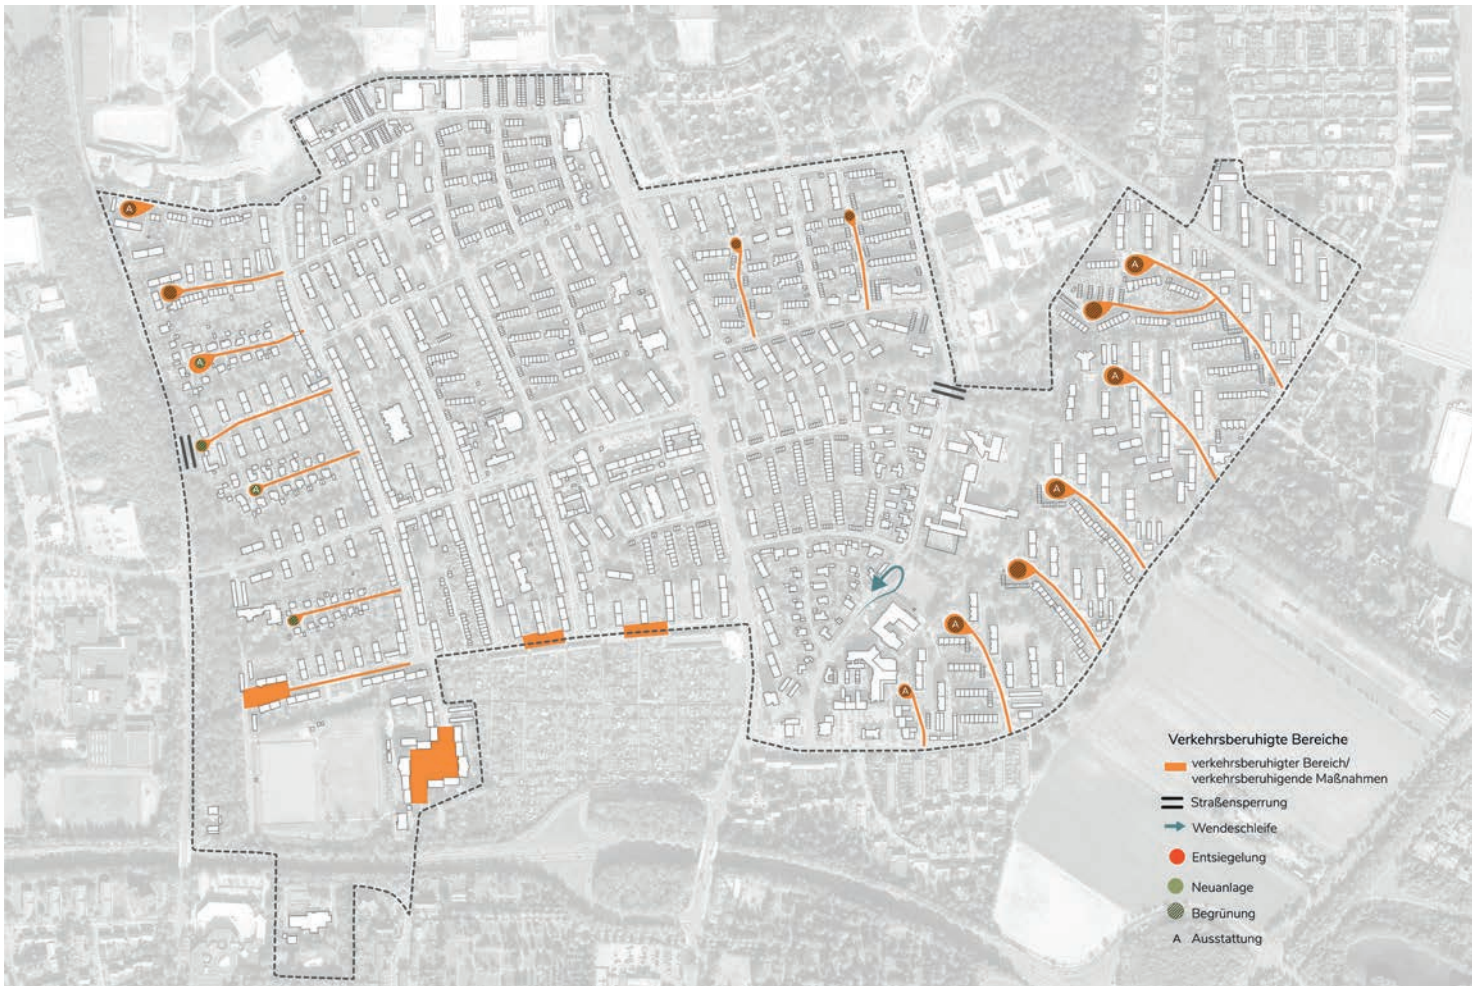 A
A
A
A
A
A
A
A
Verkehrsberuhigte Bereiche
verkehrsberuhigter Bereich/
verkehrsberuhigende Maßnahmen
Straßensperrung
Wendeschleife
Entsiegelung
Neuanlage
Begrünung
A Ausstattung